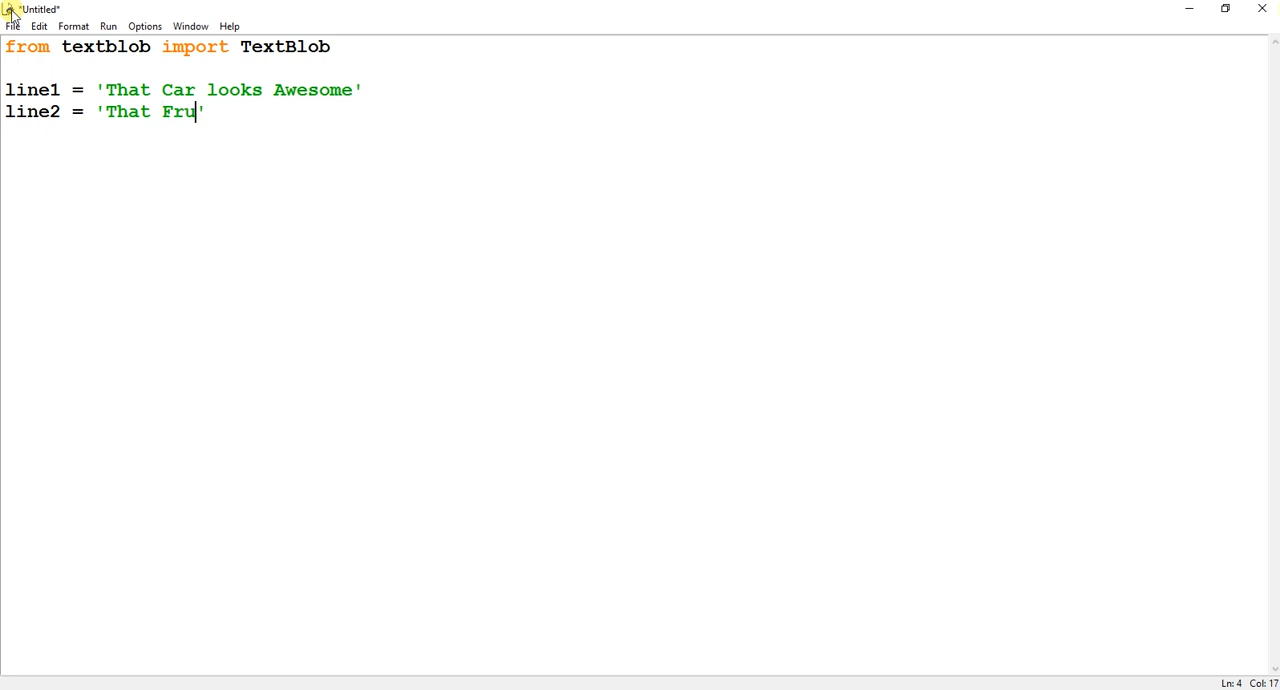 *Untitled*
File Edit Format Run Options Window Help
from textblob import TextBlob
line1 = 'That Car looks Awesome'
line2 = 'That Fru'
Ln: 4 Col: 17